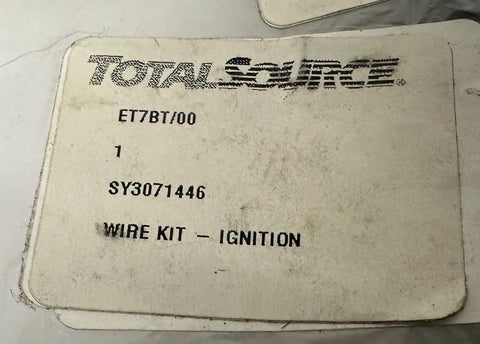 TOTALSOURCE®
ET7BT/00
1
SY3071446
WIRE KIT - IGNITION